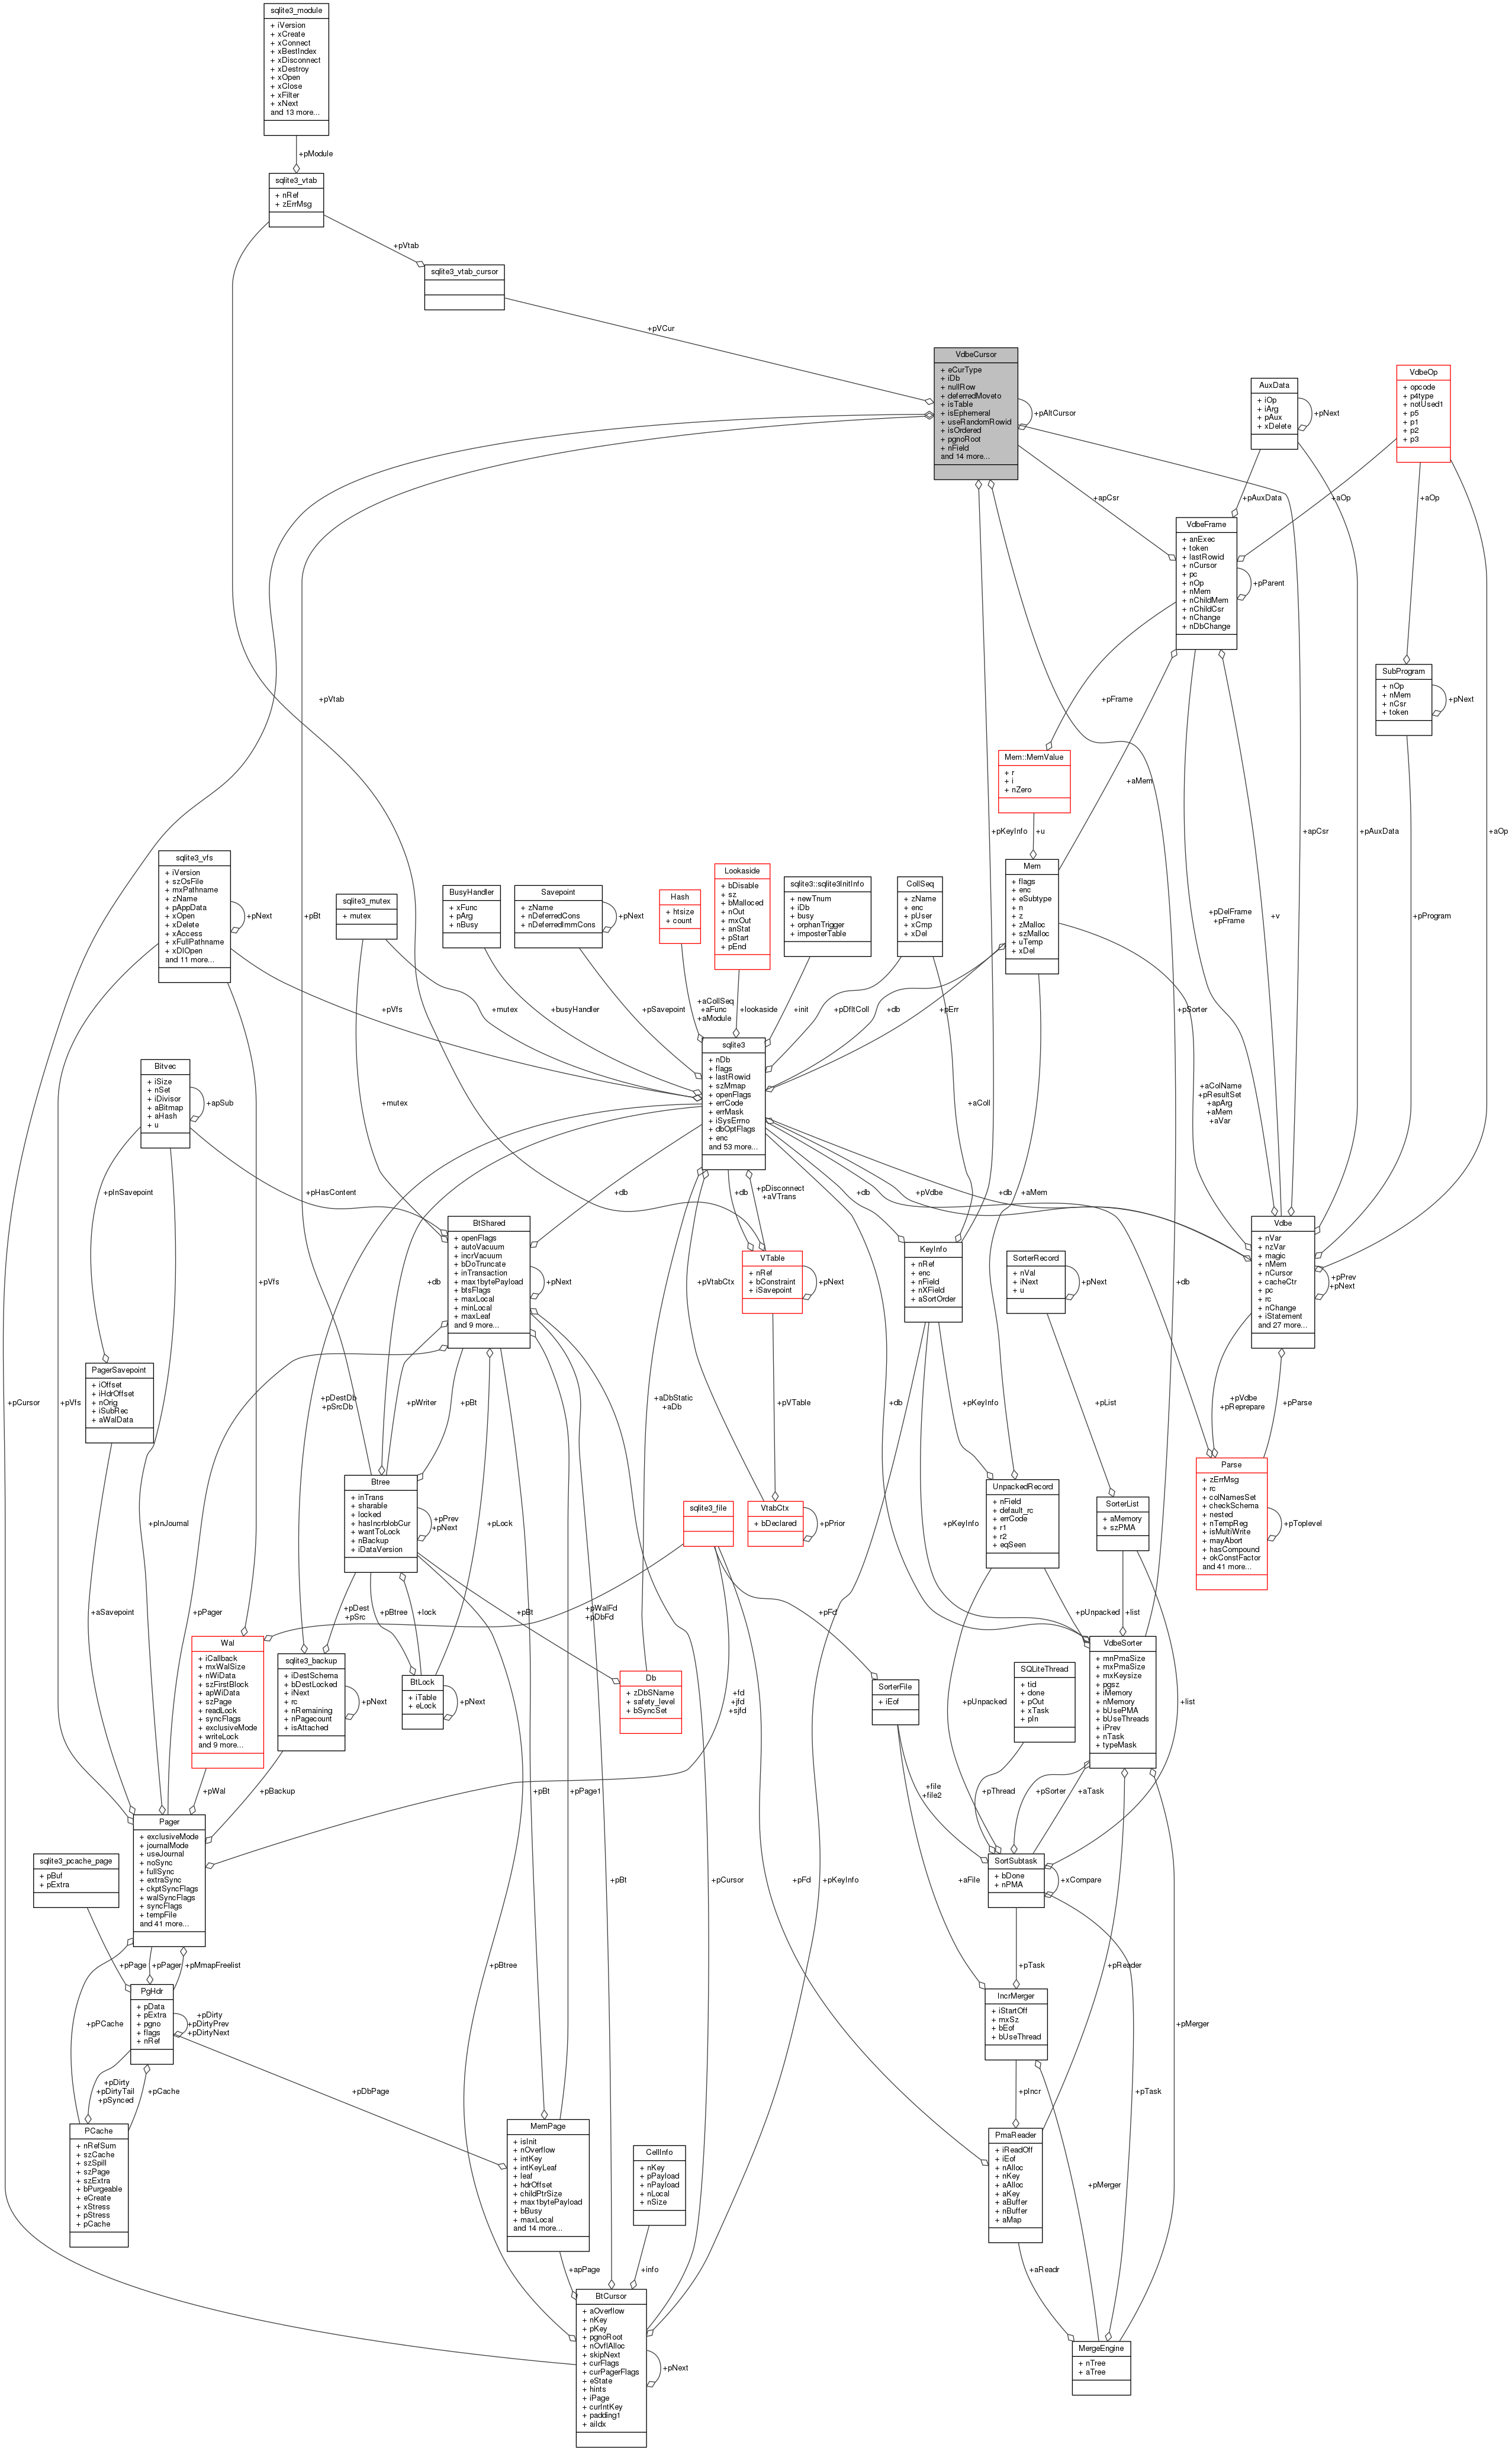 sqlite3_module
+ iVersion
+ xCreate
+ xConnect
+ xBestIndex
+ xDisconnect
+ xDestroy
+ xOpen
+ xClose
+ xFilter
+ xNext
and 13 more...
+pModule
sqlite3_vtab
+ nRef
+ zErrMsg
+pVtab
sqlite3_vtab_cursor
+pVCur
VdbeCursor
+ eCurType
+ iDb
+ nullRow
+ deferredMoveto
+ isTable
+ isEphemeral
+ useRandomRowid
+ isOrdered
+ pgnoRoot
+ nField
and 14 more...
+pAltCursor
AuxData
+ iOp
+ iArg
+ pAux
+ xDelete
+pNext
VdbeOp
+ opcode
+ p4type
+ notUsed1
+ p5
+ p1
+ p2
+ p3
+apCsr
+pAuxData
+aOp
+aOp
VdbeFrame
+ anExec
+ token
+ lastRowid
+ nCursor
+ pc
+ nOp
+ nMem
+ nChildMem
+ nChildCsr
+ nChange
+ nDbChange
+pParent
+pBt
+pVtab
+pFrame
SubProgram
+ nOp
+ nMem
+ nCsr
+ token
+pNext
Mem::MemValue
+ r
+ i
+ nZero
+aMem
+pKeyInfo
+u
+apCsr
+pAuxData
+aOp
sqlite3_vfs
+ iVersion
+ szOsFile
+ mxPathname
+ zName
+ pAppData
+ xOpen
+ xDelete
+ xAccess
+ xFullPathname
+ xDlOpen
and 11 more...
+pNext
sqlite3_mutex
+ mutex
BusyHandler
+ xFunc
+ pArg
+ nBusy
Savepoint
+ zName
+ nDeferredCons
+ nDeferredImmCons
+pNext
Hash
+ htsize
+ count
Lookaside
+ bDisable
+ sz
+ bMalloced
+ nOut
+ mxOut
+ anStat
+ pStart
+ pEnd
sqlite3::sqlite3InitInfo
+ newTnum
+ iDb
+ busy
+ orphanTrigger
+ imposterTable
CollSeq
+ zName
+ enc
+ pUser
+ xCmp
+ xDel
Mem
+ flags
+ enc
+ eSubtype
+ n
+ z
+ zMalloc
+ szMalloc
+ uTemp
+ xDel
+pDelFrame
+pFrame
+v
+pProgram
+pVfs
+mutex
+busyHandler
+pSavepoint
+aCollSeq
+aFunc
+aModule
+lookaside
+init
+pDfltColl
+db
+pErr
+pSorter
sqlite3
+ nDb
+ flags
+ lastRowid
+ szMmap
+ openFlags
+ errCode
+ errMask
+ iSysErrno
+ dbOptFlags
+ enc
and 53 more...
Bitvec
+ iSize
+ nSet
+ iDivisor
+ aBitmap
+ aHash
+ u
+apSub
+mutex
+aColl
+aColName
+pResultSet
+apArg
+aMem
+aVar
+pInSavepoint
+pHasContent
+db
+db
+pDisconnect
+aVTrans
+db
+pVdbe
+db
+aMem
BtShared
+ openFlags
+ autoVacuum
+ incrVacuum
+ bDoTruncate
+ inTransaction
+ max1bytePayload
+ btsFlags
+ maxLocal
+ minLocal
+ maxLeaf
and 9 more...
+pNext
VTable
+ nRef
+ bConstraint
+ iSavepoint
+pNext
KeyInfo
+ nRef
+ enc
+ nField
+ nXField
+ aSortOrder
SorterRecord
+ nVal
+ iNext
+ u
+pNext
Vdbe
+ nVar
+ nzVar
+ magic
+ nMem
+ nCursor
+ cacheCtr
+ pc
+ rc
+ nChange
+ iStatement
and 27 more...
+pPrev
+pNext
+pVfs
+db
+pVtabCtx
+db
PagerSavepoint
+ iOffset
+ iHdrOffset
+ nOrig
+ iSubRec
+ aWalData
+pCursor
+pVfs
+pDestDb
+pSrcDb
+pWriter
+pBt
+aDbStatic
+aDb
+pVTable
+db
+pKeyInfo
+pList
+pVdbe
+pReprepare
+pParse
Btree
+ inTrans
+ sharable
+ locked
+ hasIncrblobCur
+ wantToLock
+ nBackup
+ iDataVersion
+pPrev
+pNext
+pLock
sqlite3_file
VtabCtx
+ bDeclared
+pPrior
+pKeyInfo
UnpackedRecord
+ nField
+ default_rc
+ errCode
+ r1
+ r2
+ eqSeen
SorterList
+ aMemory
+ szPMA
Parse
+ zErrMsg
+ rc
+ colNamesSet
+ checkSchema
+ nested
+ nTempReg
+ isMultiWrite
+ mayAbort
+ hasCompound
+ okConstFactor
and 41 more...
+pToplevel
+pInJournal
+aSavepoint
+pPager
+pDest
+pSrc
+pBtree
+lock
+pBt
+pWalFd
+pDbFd
+pFd
+pUnpacked
+list
Wal
+ iCallback
+ mxWalSize
+ nWiData
+ szFirstBlock
+ apWiData
+ szPage
+ readLock
+ syncFlags
+ exclusiveMode
+ writeLock
and 9 more...
sqlite3_backup
+ iDestSchema
+ bDestLocked
+ iNext
+ rc
+ nRemaining
+ nPagecount
+ isAttached
+pNext
BtLock
+ iTable
+ eLock
+pNext
Db
+ zDbSName
+ safety_level
+ bSyncSet
+fd
+jfd
+sjfd
SorterFile
+ iEof
+pUnpacked
SQLiteThread
+ tid
+ done
+ pOut
+ xTask
+ pIn
VdbeSorter
+ mnPmaSize
+ mxPmaSize
+ mxKeysize
+ pgsz
+ iMemory
+ nMemory
+ bUsePMA
+ bUseThreads
+ iPrev
+ nTask
+ typeMask
+list
+pWal
+pBackup
+pBt
+pPage1
+file
+file2
+pThread
+pSorter
+aTask
Pager
+ exclusiveMode
+ journalMode
+ useJournal
+ noSync
+ fullSync
+ extraSync
+ ckptSyncFlags
+ walSyncFlags
+ syncFlags
+ tempFile
and 41 more...
sqlite3_pcache_page
+ pBuf
+ pExtra
+pBt
+pCursor
+pFd
+pKeyInfo
+aFile
SortSubtask
+ bDone
+ nPMA
+xCompare
+pPage
+pPager
+pMmapFreelist
+pBtree
+pTask
+pReader
PgHdr
+ pData
+ pExtra
+ pgno
+ flags
+ nRef
+pDirty
+pDirtyPrev
+pDirtyNext
+pPCache
IncrMerger
+ iStartOff
+ mxSz
+ bEof
+ bUseThread
+pMerger
+pDirty
+pDirtyTail
+pSynced
+pCache
+pDbPage
+pIncr
+pTask
PCache
+ nRefSum
+ szCache
+ szSpill
+ szPage
+ szExtra
+ bPurgeable
+ eCreate
+ xStress
+ pStress
+ pCache
MemPage
+ isInit
+ nOverflow
+ intKey
+ intKeyLeaf
+ leaf
+ hdrOffset
+ childPtrSize
+ max1bytePayload
+ bBusy
+ maxLocal
and 14 more...
CellInfo
+ nKey
+ pPayload
+ nPayload
+ nLocal
+ nSize
PmaReader
+ iReadOff
+ iEof
+ nAlloc
+ nKey
+ aAlloc
+ aKey
+ aBuffer
+ nBuffer
+ aMap
+pMerger
+apPage
+info
+aReadr
BtCursor
+ aOverflow
+ nKey
+ pKey
+ pgnoRoot
+ nOvflAlloc
+ skipNext
+ curFlags
+ curPagerFlags
+ eState
+ hints
+ iPage
+ curIntKey
+ padding1
+ aiIdx
+pNext
MergeEngine
+ nTree
+ aTree